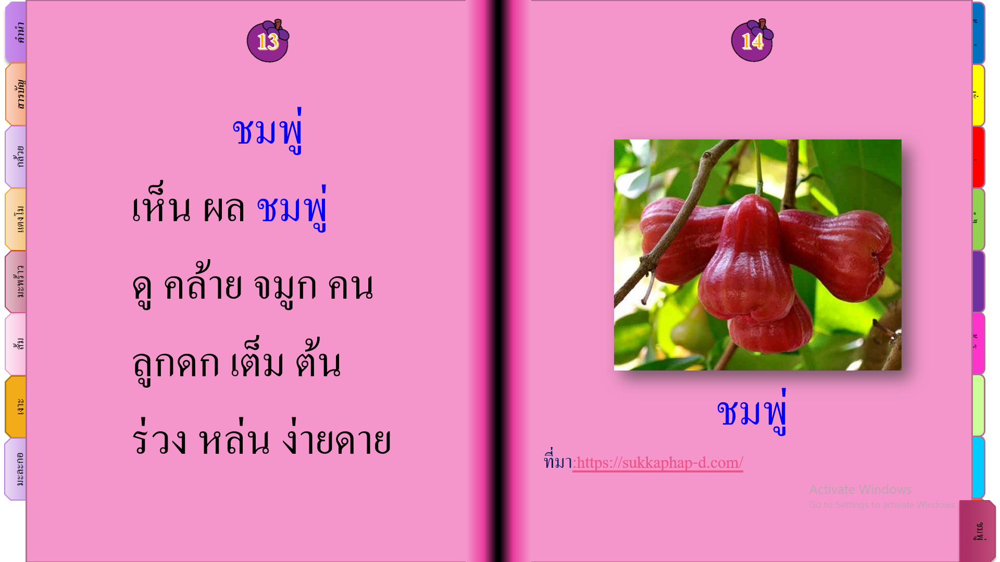 คำนำ
สารบัญ
กล้วย
แตงโม
มะพร้าว
ส้ม
เงาะ
มะละกอ
13
ชมพู่
เห็น ผล ชมพู่
ดู คล้าย จมูก คน
ลูกดก เต็ม ต้น
ร่วง หล่น ง่ายดาย
14
ชมพู่
ที่มา:https://sukkaphap-d.com/
Activate Windows
Go to Settings to activate Windows.
ชมพู่